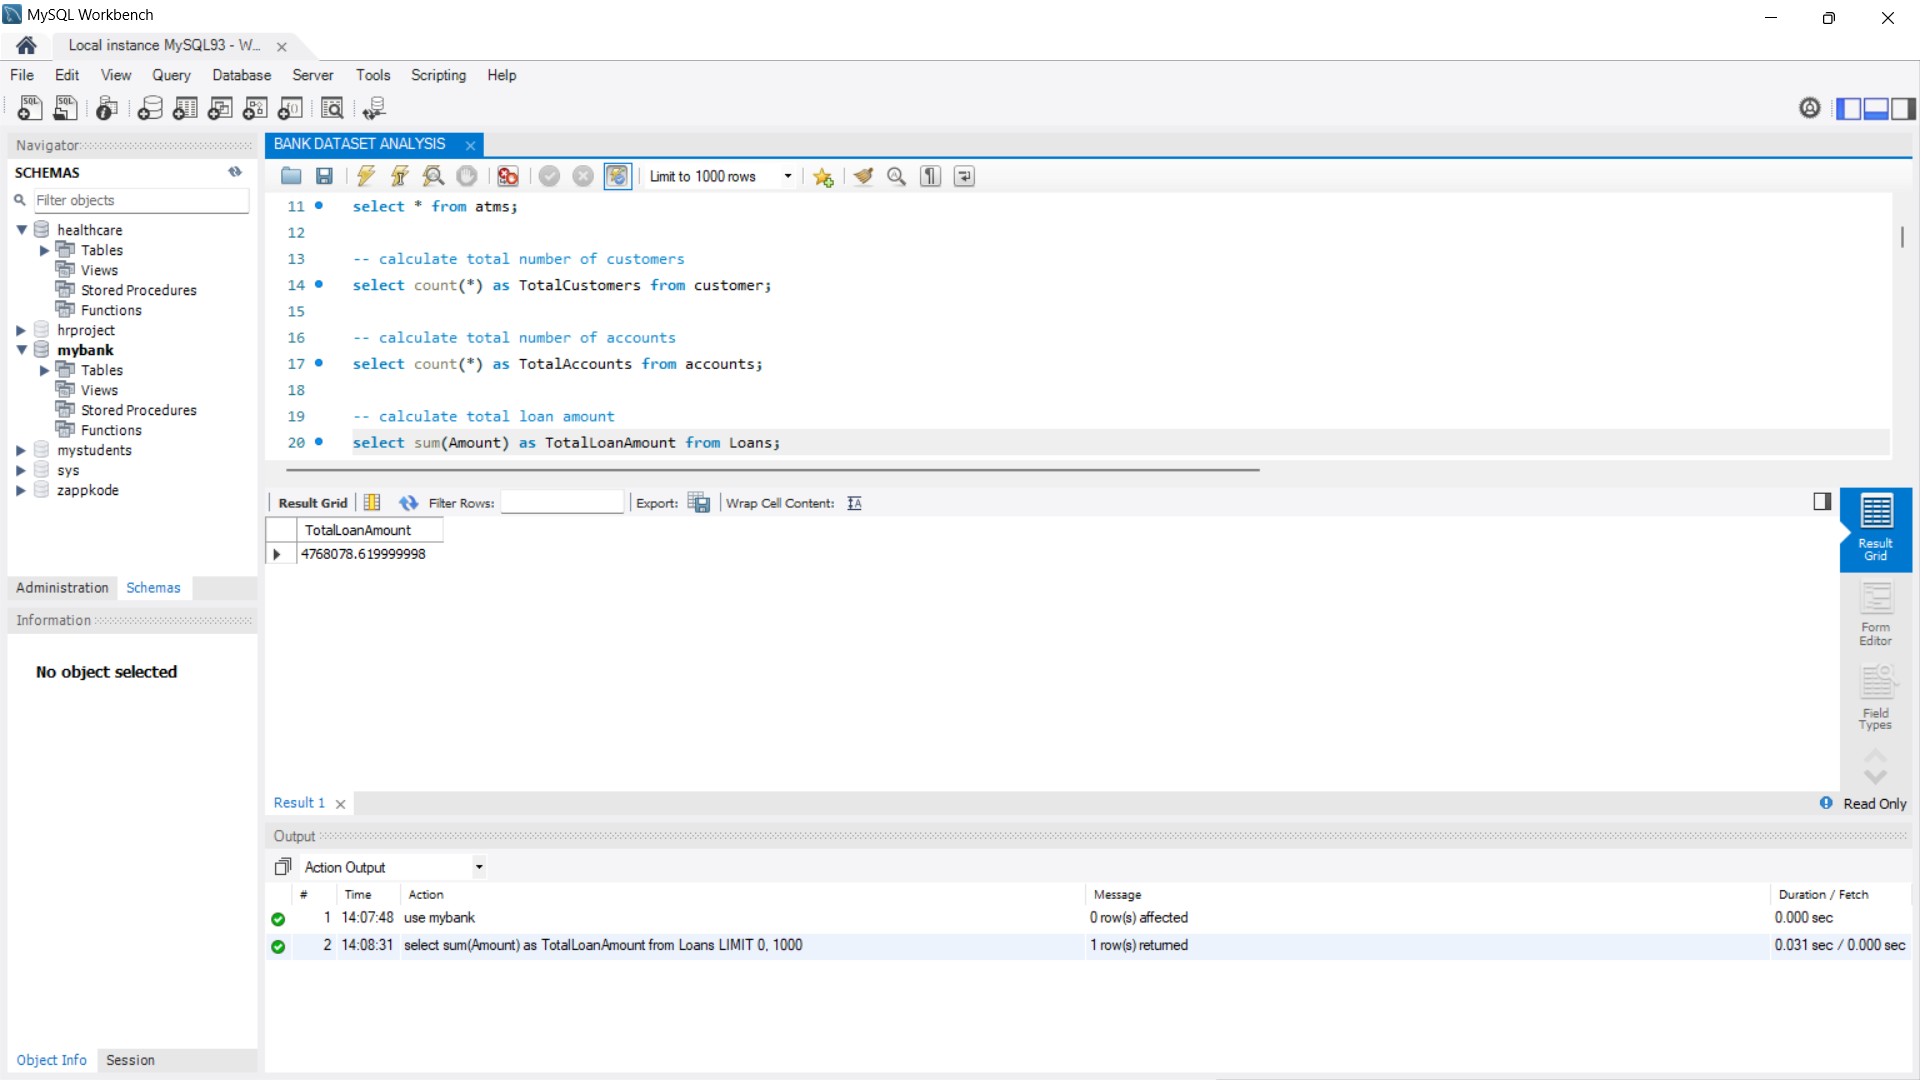 MySQL Workbench
Local instance MySQL93 - W...
File Edit View Query Database Server Tools Scripting Help
Navigator
SCHEMAS
Filter objects
healthcare
Tables
Views
Stored Procedures
Functions
hrproject
mybank
Tables
Views
Stored Procedures
Functions
mystudents
sys
zappkode
Administration Schemas
Information
No object selected
Object Info Session
BANK DATASET ANALYSIS
Limit to 1000 rows
11 select * from atms;
12
13 -- calculate total number of customers
14 select count(*) as TotalCustomers from customer;
15
16 -- calculate total number of accounts
17 select count(*) as TotalAccounts from accounts;
18
19 -- calculate total loan amount
20 select sum(Amount) as TotalLoanAmount from Loans;
Result Grid Filter Rows: Export: Wrap Cell Content:
TotalLoanAmount
4768078.619999998
Result
Grid
Form
Editor
Field
Types
Result 1
Read Only
Output
Action Output
# Time Action Message Duration / Fetch
1 14:07:48 use mybank 0 row(s) affected 0.000 sec
2 14:08:31 select sum(Amount) as TotalLoanAmount from Loans LIMIT 0, 1000 1 row(s) returned 0.031 sec / 0.000 sec